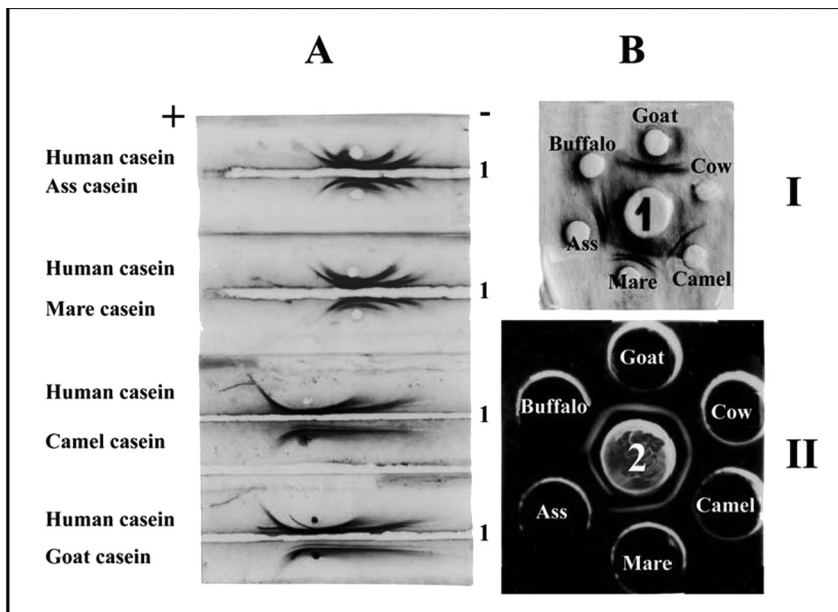 A
B
+
-
Human casein
Ass casein
1
Human casein
Mare casein
1
Human casein
Camel casein
1
Human casein
Goat casein
1
Goat
Buffalo
Cow
1
Ass
Camel
Mare
I
Goat
Buffalo
Cow
2
Ass
Camel
Mare
II